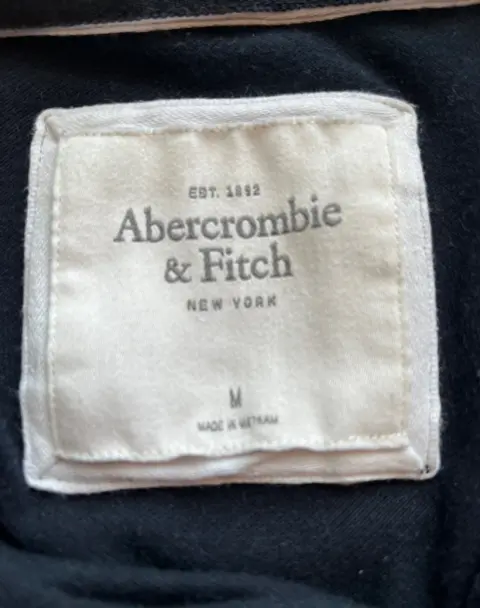 EST. 1892
Abercrombie
& Fitch
NEW YORK
M
MADE IN VIETNAM